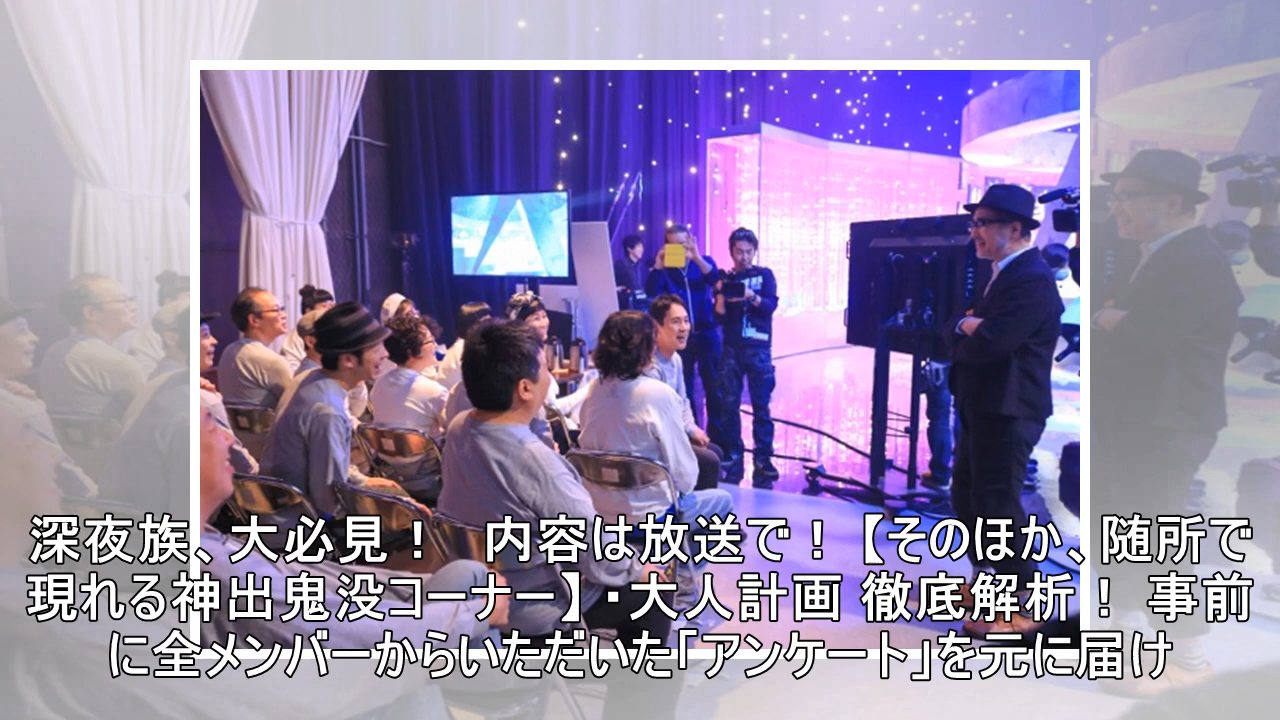 深夜族、大必見！　内容は放送で！【そのほか、随所で
現れる神出鬼没コーナー】・大人計画 徹底解析！ 事前
に全メンバーからいただいた「アンケート」を元に届け